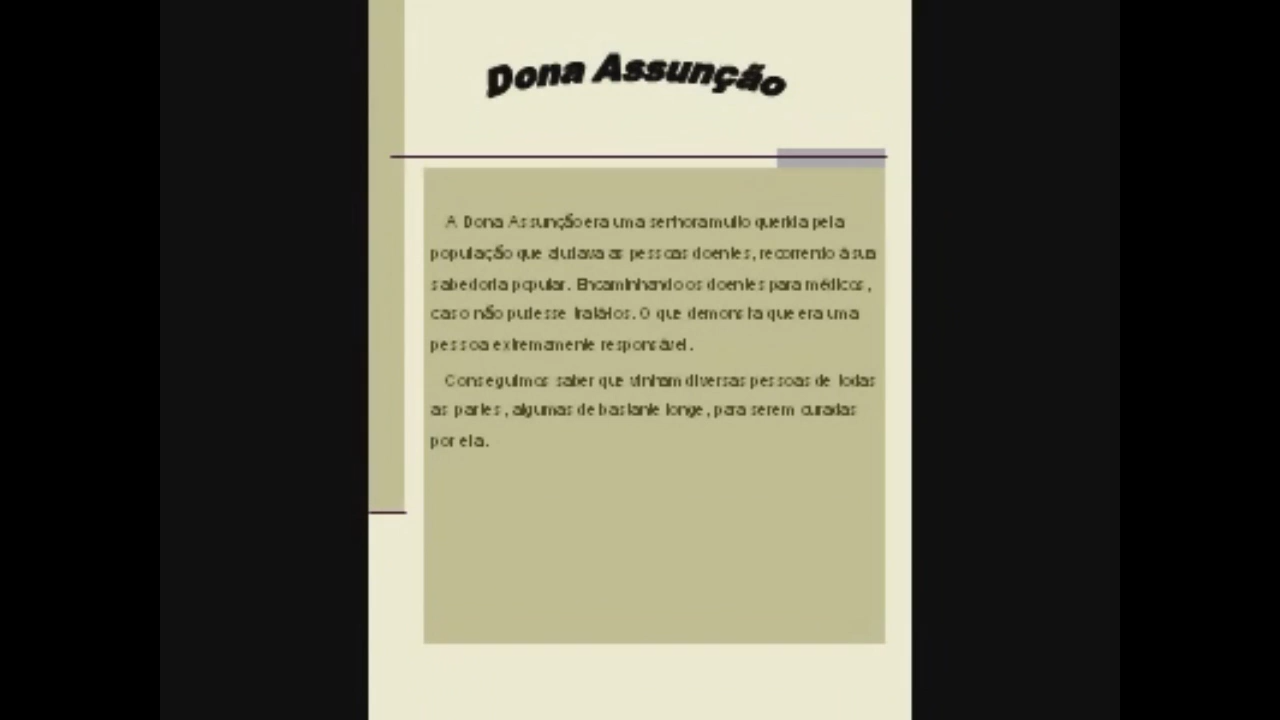 Dona Assunção
A Dona Assunção era uma senhora muito querida pela
população que ajudava as pessoas doentes, recorrendo à sua
sabedoria popular. Encaminhando os doentes para médicos,
caso não pudesse tratá-los. O que demonstra que era uma
pessoa extremamente responsável.
Conseguimos saber que vinham diversas pessoas de todas
as partes, algumas de bastante longe, para serem curadas
por ela.